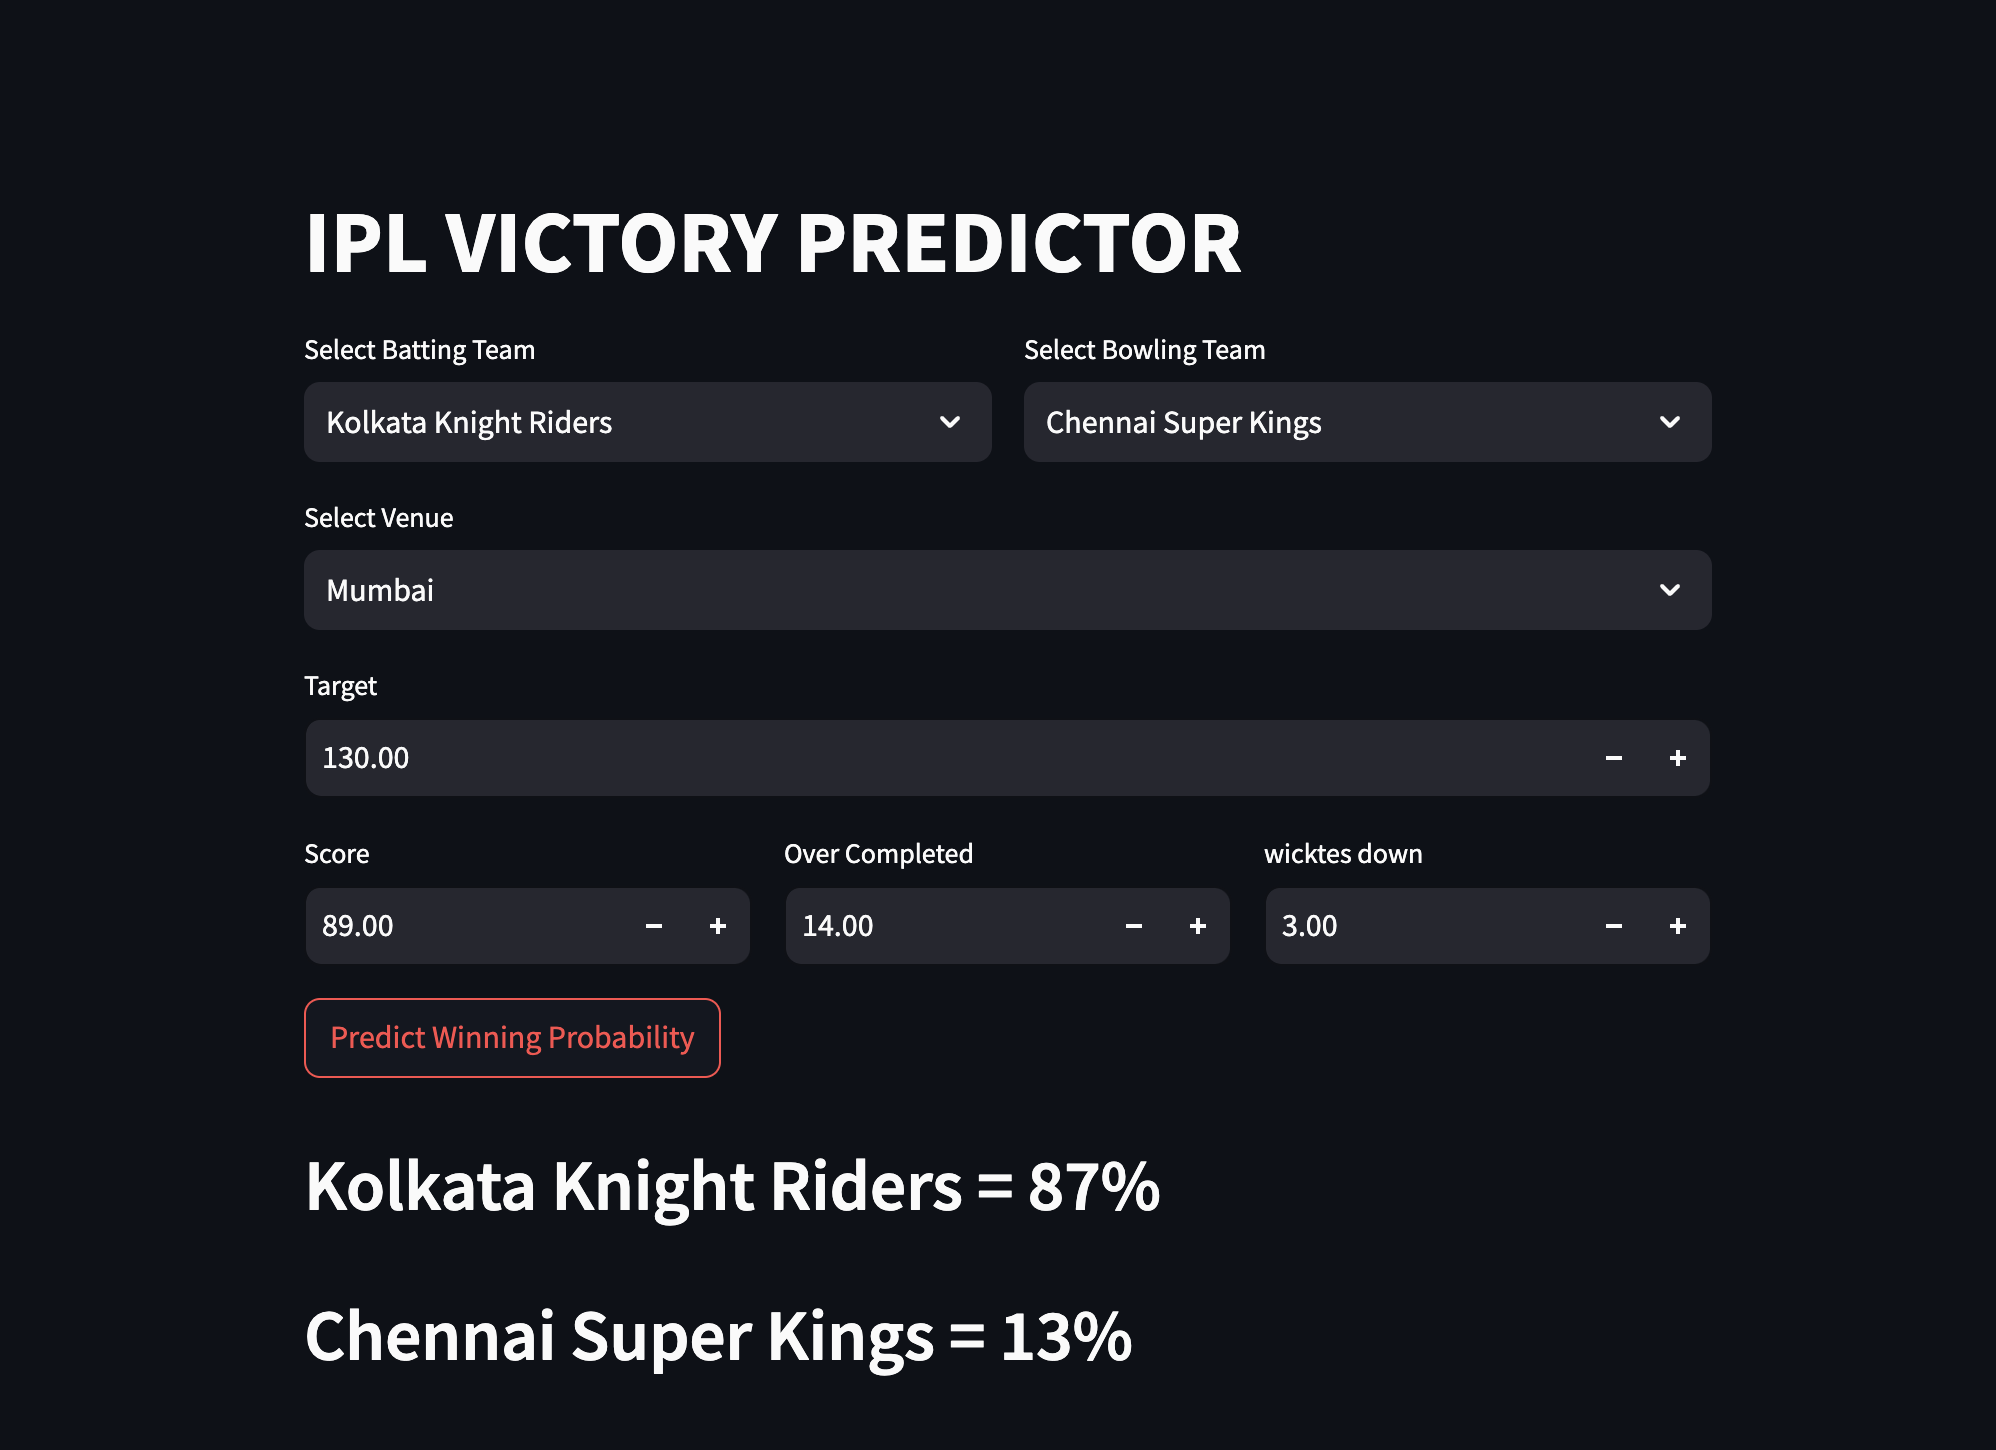 IPL VICTORY PREDICTOR
Select Batting Team
Select Bowling Team
Kolkata Knight Riders
Chennai Super Kings
Select Venue
Mumbai
Target
130.00
Score
Over Completed
wicktes down
89.00
14.00
3.00
Predict Winning Probability
Kolkata Knight Riders = 87%
Chennai Super Kings = 13%